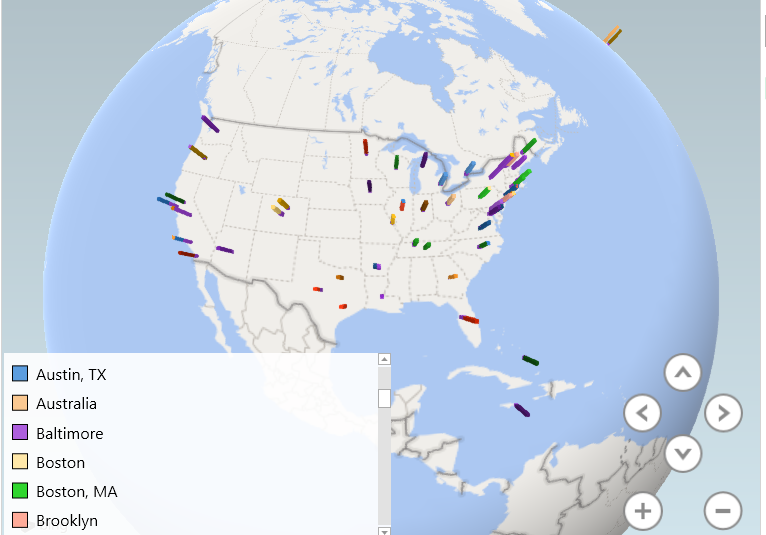 Austin, TX
Australia
Baltimore
Boston
Boston, MA
Brooklyn